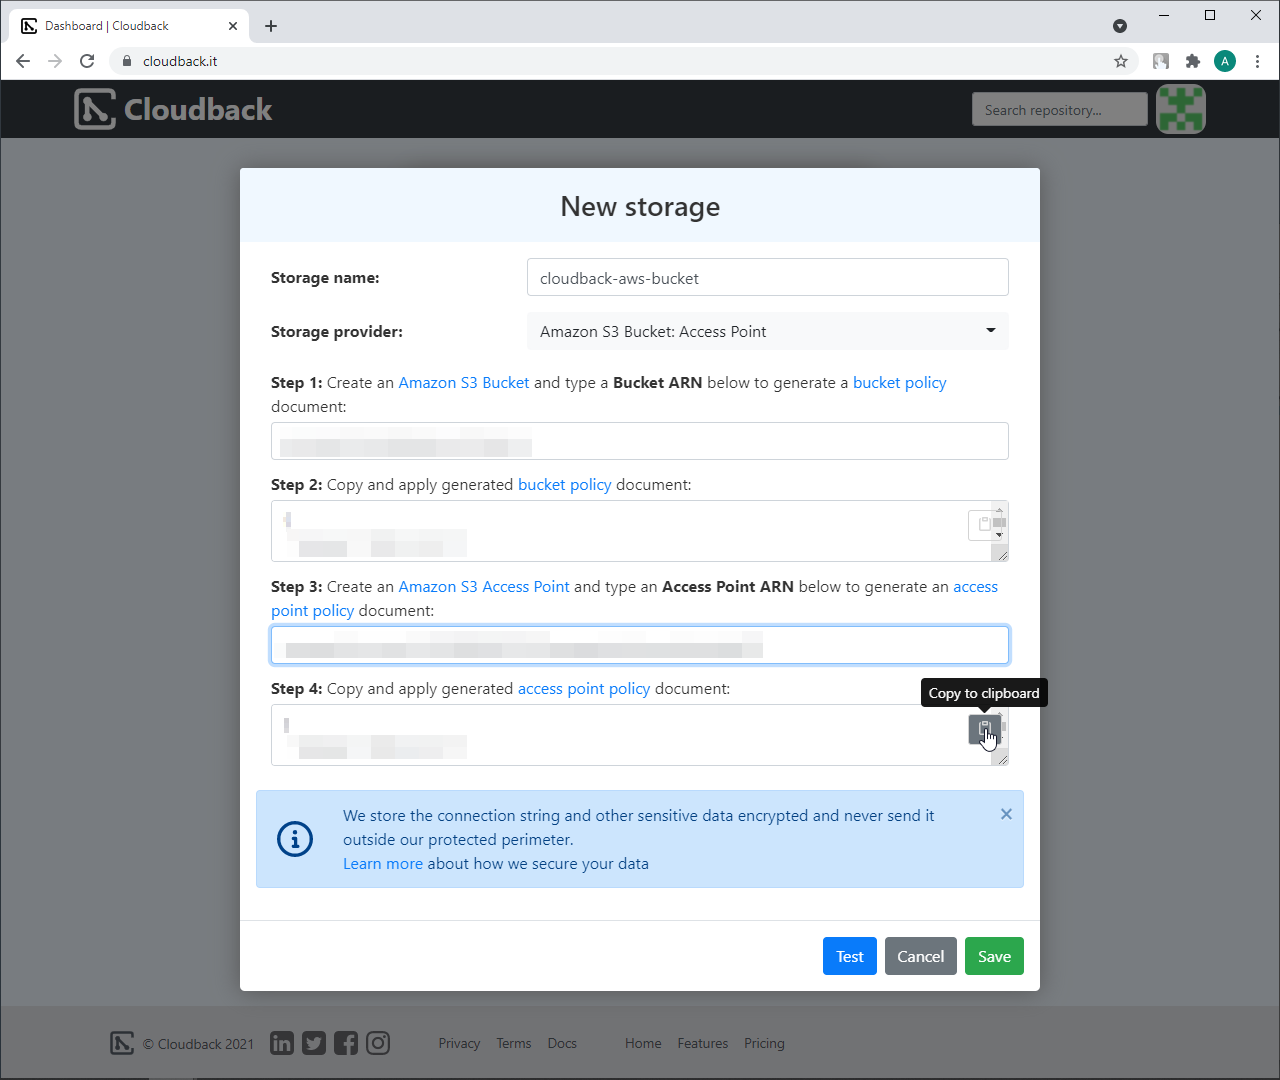 Dashboard | Cloudback
cloudback.it
A
Cloudback
Search repository...
New storage
Storage name:
cloudback-aws-bucket
Storage provider:
Amazon S3 Bucket: Access Point
Step 1: Create an Amazon S3 Bucket and type a Bucket ARN below to generate a bucket policy
document:
Step 2: Copy and apply generated bucket policy document:
Step 3: Create an Amazon S3 Access Point and type an Access Point ARN below to generate an access
point policy document:
Step 4: Copy and apply generated access point policy document:
Copy to clipboard
We store the connection string and other sensitive data encrypted and never send it
outside our protected perimeter.
Learn more about how we secure your data
Test Cancel Save
© Cloudback 2021 Privacy Terms Docs Home Features Pricing